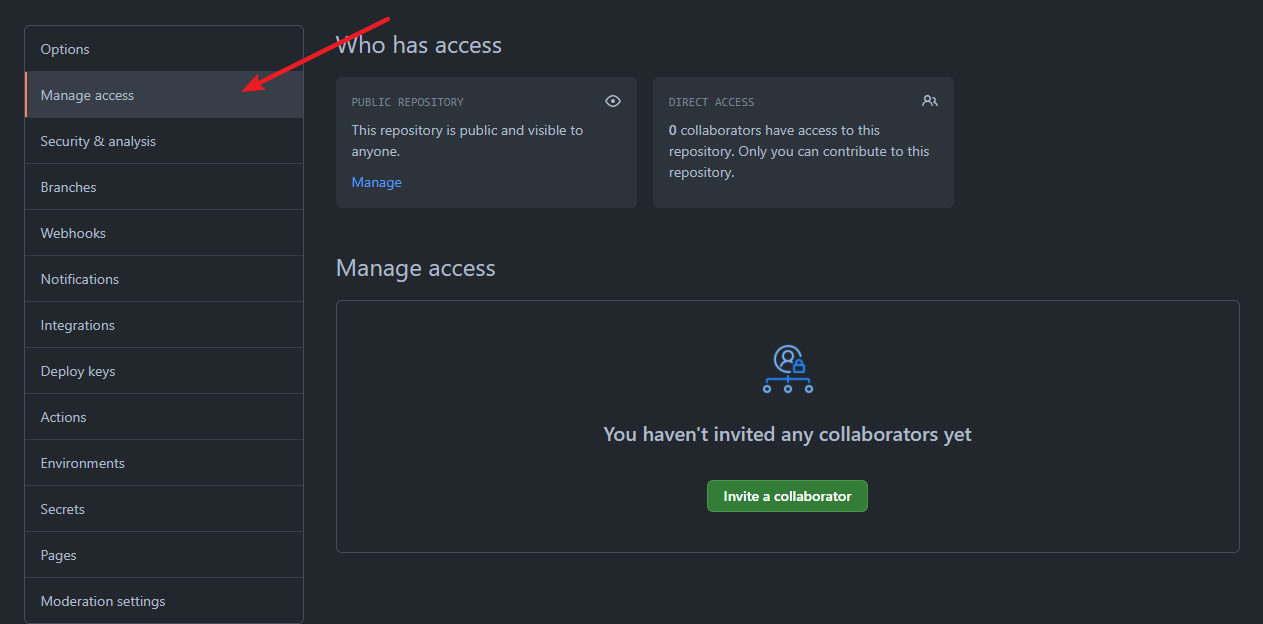 Options
Manage access
Security & analysis
Branches
Webhooks
Notifications
Integrations
Deploy keys
Actions
Environments
Secrets
Pages
Moderation settings
Who has access
PUBLIC REPOSITORY
This repository is public and visible to
anyone.
Manage
DIRECT ACCESS
0 collaborators have access to this
repository. Only you can contribute to this
repository.
Manage access
You haven't invited any collaborators yet
Invite a collaborator